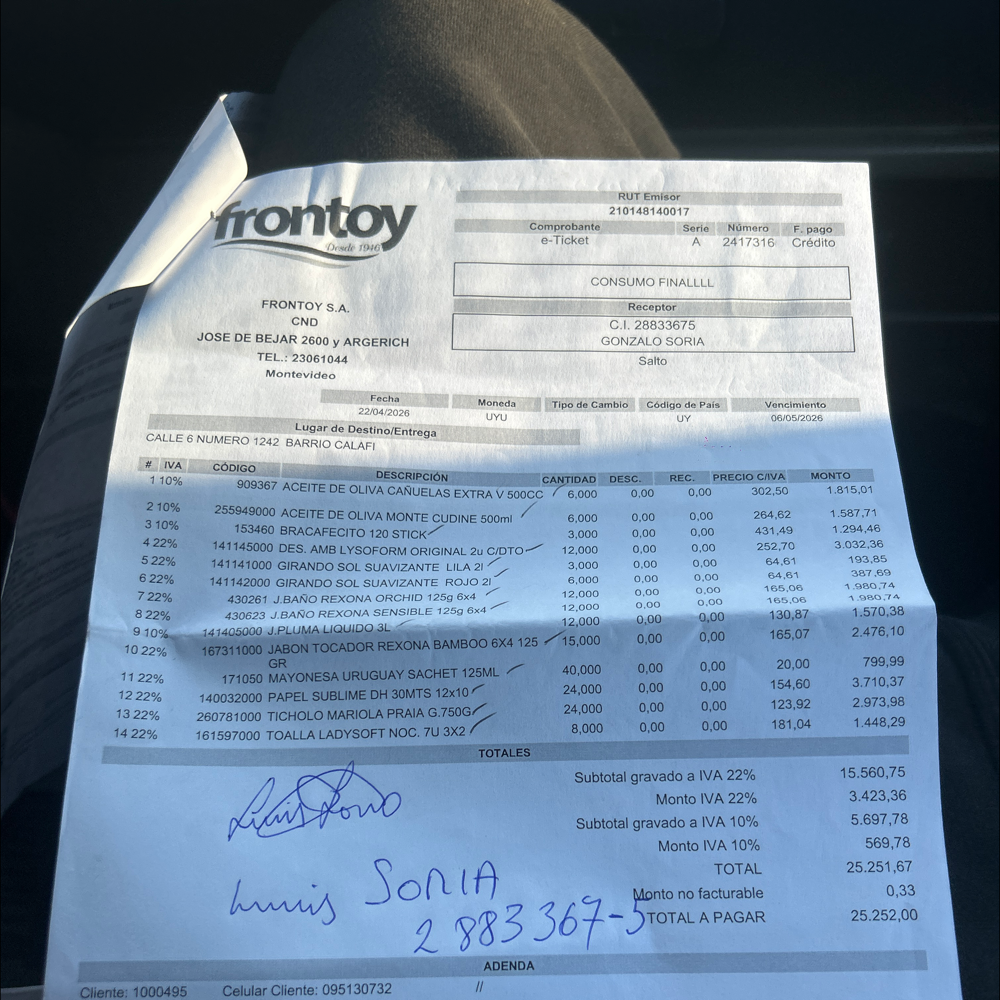 frontoy
Desde 1946
RUT Emisor
210148140017
Comprobante Serie Número F. pago
e-Ticket A 2417316 Crédito
CONSUMO FINALLLL
Receptor
C.I. 28833675
GONZALO SORIA
Salto
FRONTOY S.A.
CND
JOSE DE BEJAR 2600 y ARGERICH
TEL.: 23061044
Montevideo
Fecha Moneda Tipo de Cambio Código de País Vencimiento
22/04/2026 UYU UY 06/05/2026
Lugar de Destino/Entrega
CALLE 6 NUMERO 1242 BARRIO CALAFI
# IVA CÓDIGO DESCRIPCIÓN CANTIDAD DESC. REC. PRECIO C/IVA MONTO
1 10% 909367 ACEITE DE OLIVA CAÑUELAS EXTRA V 500CC 6,000 0,00 0,00 302,50 1.815,01
2 10% 255949000 ACEITE DE OLIVA MONTE CUDINE 500ml 6,000 0,00 0,00 264,62 1.587,71
3 10% 153460 BRACAFECITO 120 STICK 3,000 0,00 0,00 431,49 1.294,46
4 22% 141145000 DES. AMB LYSOFORM ORIGINAL 2u C/DTO 12,000 0,00 0,00 252,70 3.032,36
5 22% 141141000 GIRANDO SOL SUAVIZANTE LILA 2l 3,000 0,00 0,00 64,61 193,85
6 22% 141142000 GIRANDO SOL SUAVIZANTE ROJO 2l 6,000 0,00 0,00 64,61 387,69
7 22% 430261 J.BAÑO REXONA ORCHID 125g 6x4 12,000 0,00 0,00 165,06 1.980,74
8 22% 430623 J.BAÑO REXONA SENSIBLE 125g 6x4 12,000 0,00 0,00 165,06 1.980,74
9 10% 141405000 J.PLUMA LIQUIDO 3L 12,000 0,00 0,00 130,87 1.570,38
10 22% 167311000 JABON TOCADOR REXONA BAMBOO 6X4 125 15,000 0,00 0,00 165,07 2.476,10
GR
11 22% 171050 MAYONESA URUGUAY SACHET 125ML 40,000 0,00 0,00 20,00 799,99
12 22% 140032000 PAPEL SUBLIME DH 30MTS 12x10 24,000 0,00 0,00 154,60 3.710,37
13 22% 260781000 TICHOLO MARIOLA PRAIA G.750G 24,000 0,00 0,00 123,92 2.973,98
14 22% 161597000 TOALLA LADYSOFT NOC. 7U 3X2 8,000 0,00 0,00 181,04 1.448,29
TOTALES
Subtotal gravado a IVA 22% 15.560,75
Monto IVA 22% 3.423,36
Subtotal gravado a IVA 10% 5.697,78
Monto IVA 10% 569,78
TOTAL 25.251,67
Monto no facturable 0,33
TOTAL A PAGAR 25.252,00
SORIA
2 883 367-5
ADENDA
Cliente: 1000495 Celular Cliente: 095130732 //